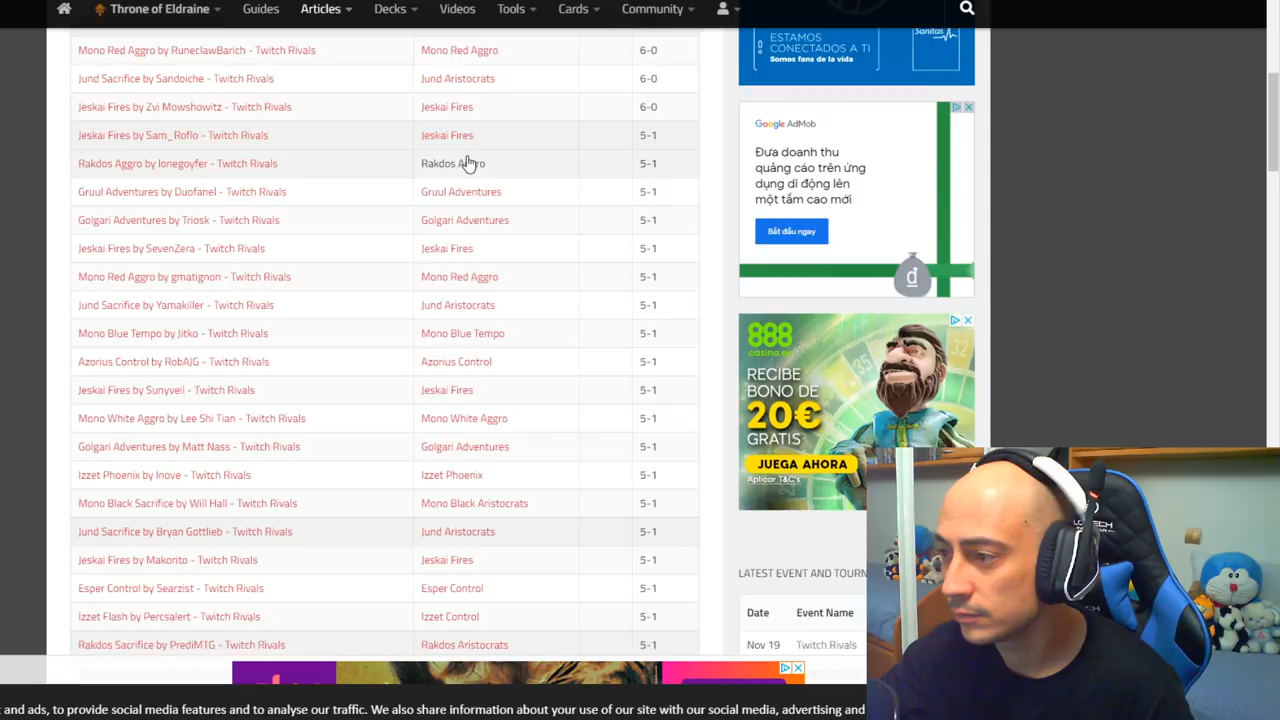 Throne of Eldraine Guides Articles Decks Videos Tools Cards Community
Mono Red Aggro by RuneclawBarich - Twitch Rivals Mono Red Aggro 6-0
Jund Sacrifice by Sandoiche - Twitch Rivals Jund Aristocrats 6-0
Jeskai Fires by Zvi Mowshowitz - Twitch Rivals Jeskai Fires 6-0
Jeskai Fires by Sam_Roflo - Twitch Rivals Jeskai Fires 5-1
Rakdos Aggro by lonegoyfer - Twitch Rivals Rakdos Aggro 5-1
Gruul Adventures by Duofanel - Twitch Rivals Gruul Adventures 5-1
Golgari Adventures by Triosk - Twitch Rivals Golgari Adventures 5-1
Jeskai Fires by SevenZera - Twitch Rivals Jeskai Fires 5-1
Mono Red Aggro by gmatignon - Twitch Rivals Mono Red Aggro 5-1
Jund Sacrifice by Yamakiller - Twitch Rivals Jund Aristocrats 5-1
Mono Blue Tempo by Jitko - Twitch Rivals Mono Blue Tempo 5-1
Azorius Control by RobAJG - Twitch Rivals Azorius Control 5-1
Jeskai Fires by Sunyveil - Twitch Rivals Jeskai Fires 5-1
Mono White Aggro by Lee Shi Tian - Twitch Rivals Mono White Aggro 5-1
Golgari Adventures by Matt Nass - Twitch Rivals Golgari Adventures 5-1
Izzet Phoenix by Inove - Twitch Rivals Izzet Phoenix 5-1
Mono Black Sacrifice by Will Hall - Twitch Rivals Mono Black Aristocrats 5-1
Jund Sacrifice by Bryan Gottlieb - Twitch Rivals Jund Aristocrats 5-1
Jeskai Fires by Makorito - Twitch Rivals Jeskai Fires 5-1
Esper Control by Searzist - Twitch Rivals Esper Control 5-1
Izzet Flash by Percsalert - Twitch Rivals Izzet Control 5-1
Rakdos Sacrifice by PrediMTG - Twitch Rivals Rakdos Aristocrats 5-1
ESTAMOS
CONECTADOS A TI
Somos fans de la vida
Sanitas
Google AdMob
Đưa doanh thu
quảng cáo trên ứng
dụng di động lên
một tầm cao mới
Bắt đầu ngay
đ
888
casino.es
RECIBE
BONO DE
20€
GRATIS
JUEGA AHORA
Aplicar T&C's
LATEST EVENT AND TOURN
Date Event Name
Nov 19 Twitch Rivals
t and ads, to provide social media features and to analyse our traffic. We also share information about your use of our site with our social media, advertising and